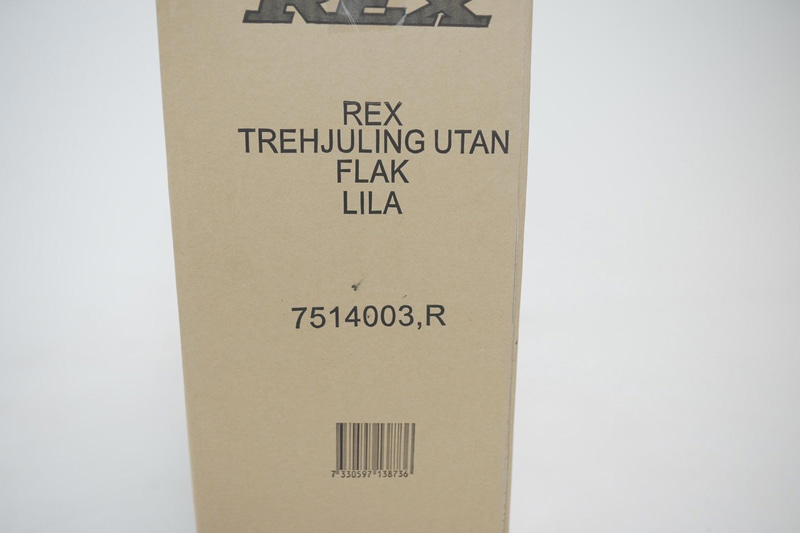 REX
REX
TREHJULING UTAN
FLAK
LILA
7514003,R
7 330597 138736